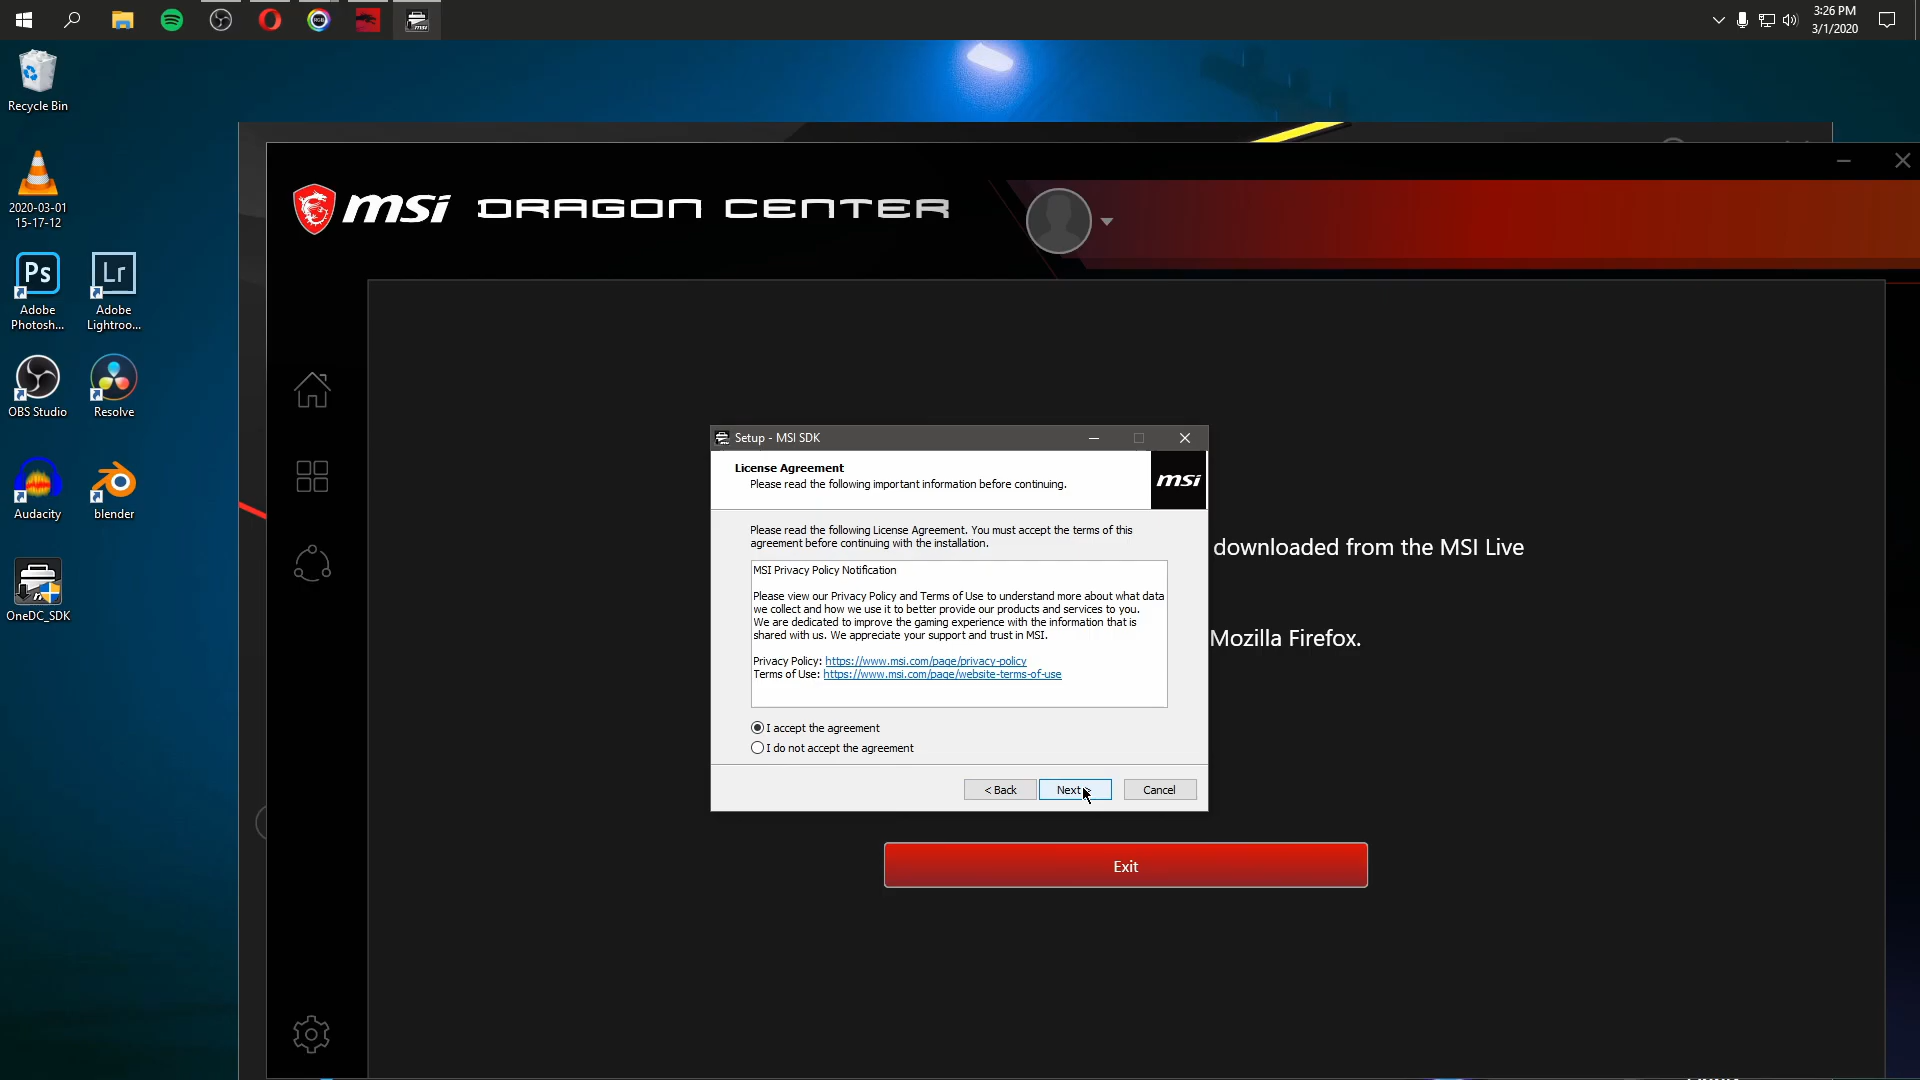 3:26 PM
3/1/2020
Recycle Bin
2020-03-01
15-17-12
Ps
Lr
Adobe
Photosh...
Adobe
Lightroo...
OBS Studio
Resolve
Audacity
blender
OneDC_SDK
msi DRAGON CENTER
Setup - MSI SDK
License Agreement
Please read the following important information before continuing.
msi
Please read the following License Agreement. You must accept the terms of this
agreement before continuing with the installation.
MSI Privacy Policy Notification
Please view our Privacy Policy and Terms of Use to understand more about what data
we collect and how we use it to better provide our products and services to you.
We are dedicated to improve the gaming experience with the information that is
shared with us. We appreciate your support and trust in MSI.
Privacy Policy: https://www.msi.com/page/privacy-policy
Terms of Use: https://www.msi.com/page/website-terms-of-use
I accept the agreement
I do not accept the agreement
< Back
Next >
Cancel
downloaded from the MSI Live
Mozilla Firefox.
Exit